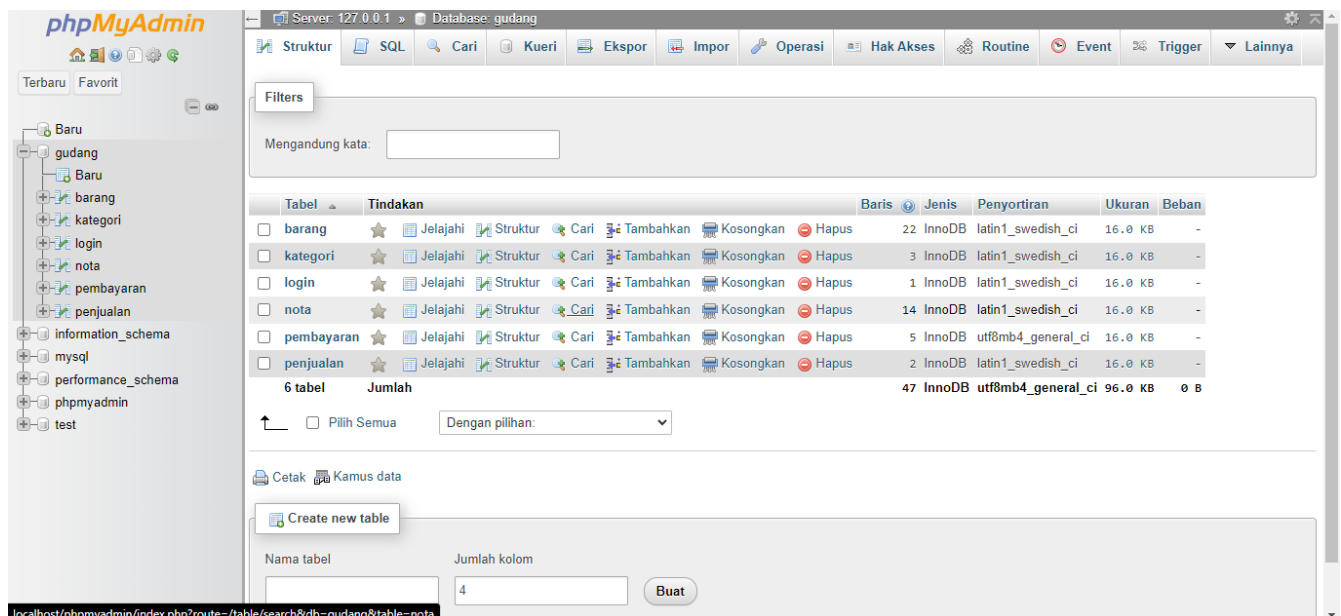 phpMyAdmin
Terbaru Favorit
Baru
gudang
Baru
barang
kategori
login
nota
pembayaran
penjualan
information_schema
mysql
performance_schema
phpmyadmin
test
Server: 127.0.0.1 » Database: gudang
Struktur SQL Cari Kueri Ekspor Impor Operasi Hak Akses Routine Event Trigger Lainnya
Filters
Mengandung kata:
Tabel Tindakan Baris Jenis Penyortiran Ukuran Beban
barang Jelajahi Struktur Cari Tambahkan Kosongkan Hapus 22 InnoDB latin1_swedish_ci 16.0 KB -
kategori Jelajahi Struktur Cari Tambahkan Kosongkan Hapus 3 InnoDB latin1_swedish_ci 16.0 KB -
login Jelajahi Struktur Cari Tambahkan Kosongkan Hapus 1 InnoDB latin1_swedish_ci 16.0 KB -
nota Jelajahi Struktur Cari Tambahkan Kosongkan Hapus 14 InnoDB latin1_swedish_ci 16.0 KB -
pembayaran Jelajahi Struktur Cari Tambahkan Kosongkan Hapus 5 InnoDB utf8mb4_general_ci 16.0 KB -
penjualan Jelajahi Struktur Cari Tambahkan Kosongkan Hapus 2 InnoDB latin1_swedish_ci 16.0 KB -
6 tabel Jumlah 47 InnoDB utf8mb4_general_ci 96.0 KB 0 B
Pilih Semua Dengan pilihan:
Cetak Kamus data
Create new table
Nama tabel Jumlah kolom
4 Buat
localhost/phpmyadmin/index.php?route=/table/search&db=gudang&table=nota